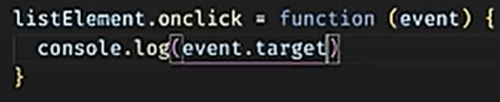 listElement.onclick = function (event) {
  console.log(event.target)
}